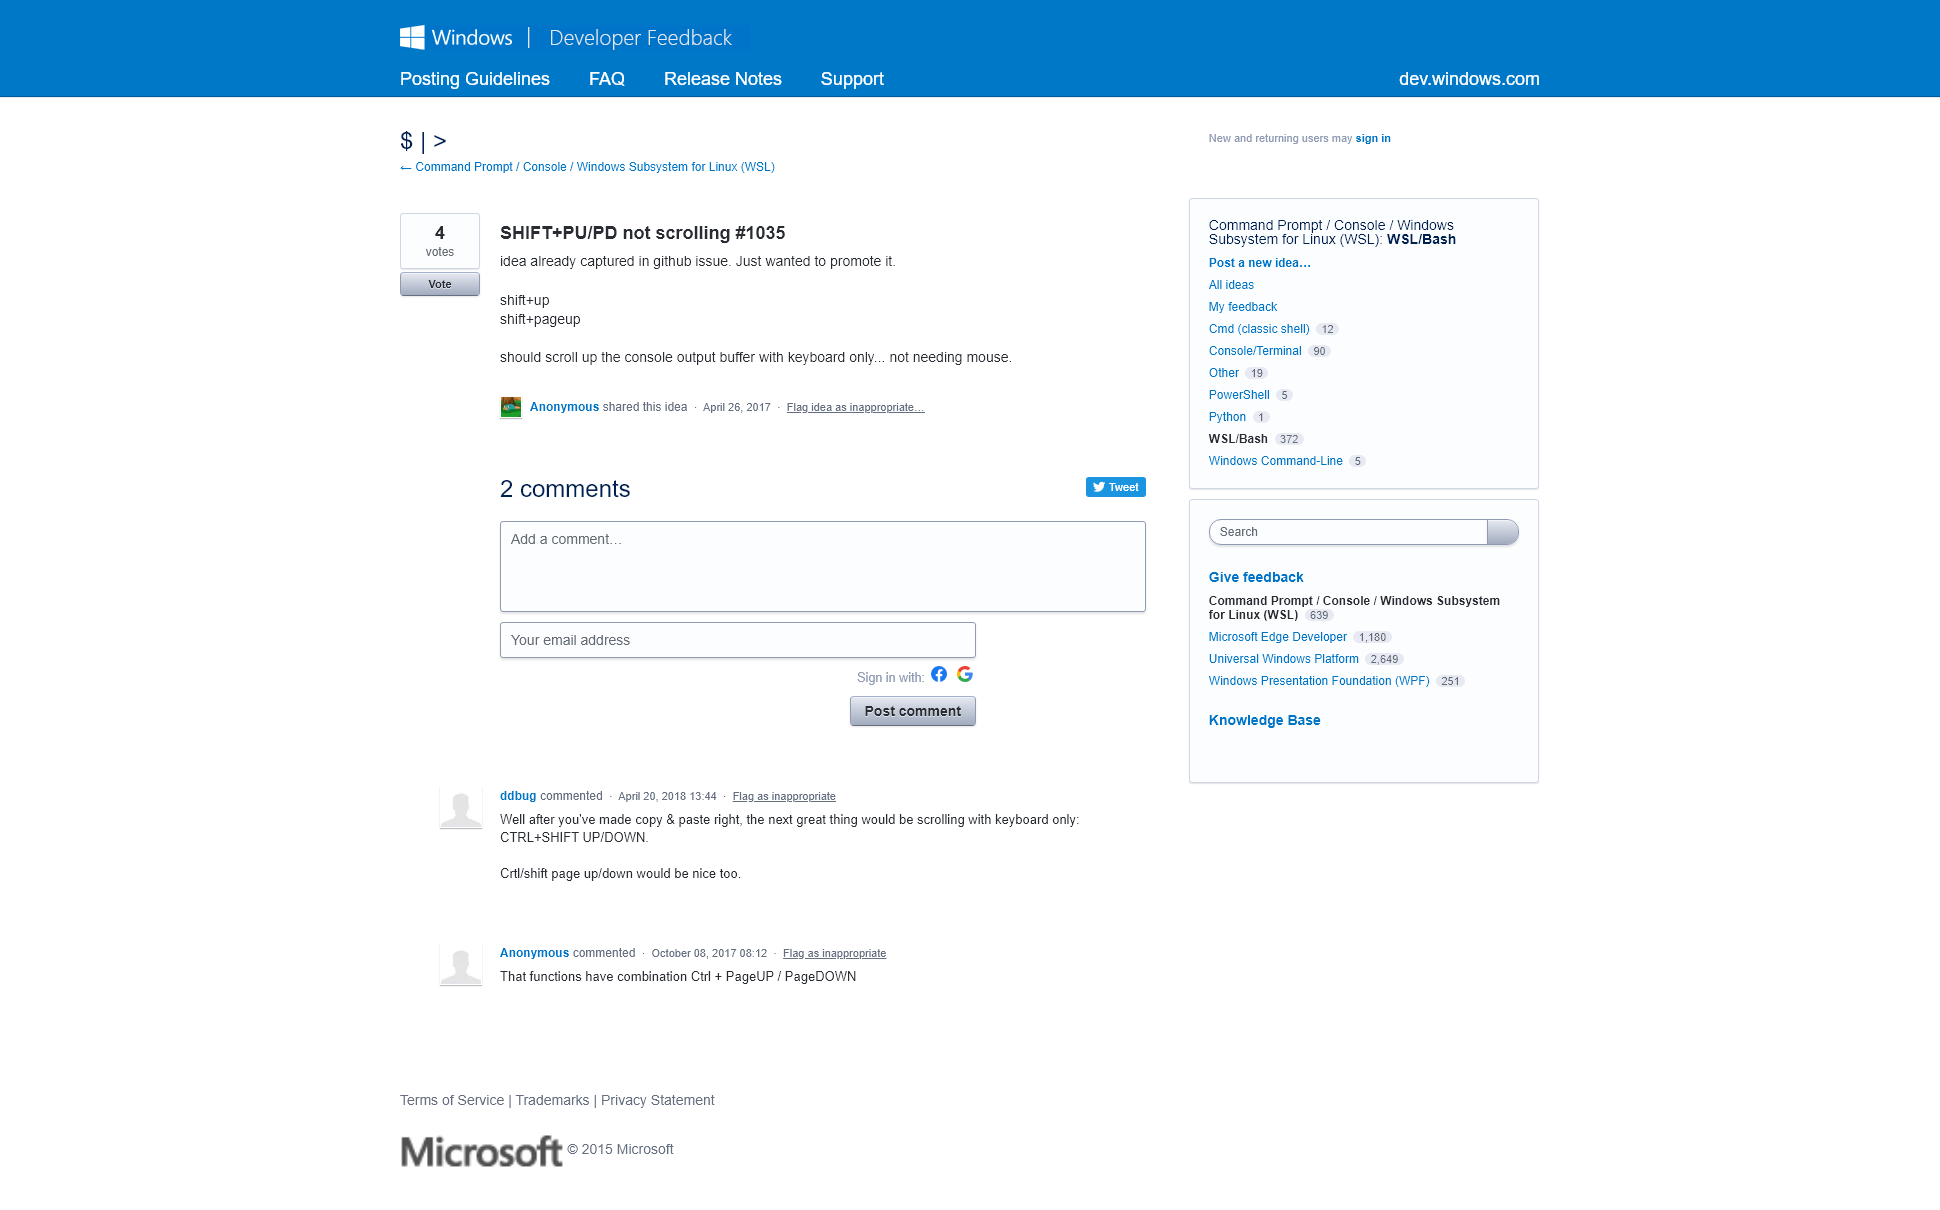 Windows | Developer Feedback
Posting Guidelines FAQ Release Notes Support dev.windows.com
$ | >
← Command Prompt / Console / Windows Subsystem for Linux (WSL)
New and returning users may sign in
4
votes
Vote
SHIFT+PU/PD not scrolling #1035
idea already captured in github issue. Just wanted to promote it.
shift+up
shift+pageup
should scroll up the console output buffer with keyboard only... not needing mouse.
Anonymous shared this idea · April 26, 2017 · Flag idea as inappropriate…
2 comments
Tweet
Add a comment…
Your email address
Sign in with:
Post comment
ddbug commented · April 20, 2018 13:44 · Flag as inappropriate
Well after you've made copy & paste right, the next great thing would be scrolling with keyboard only:
CTRL+SHIFT UP/DOWN.
Crtl/shift page up/down would be nice too.
Anonymous commented · October 08, 2017 08:12 · Flag as inappropriate
That functions have combination Ctrl + PageUP / PageDOWN
Command Prompt / Console / Windows
Subsystem for Linux (WSL): WSL/Bash
Post a new idea…
All ideas
My feedback
Cmd (classic shell) 12
Console/Terminal 90
Other 19
PowerShell 5
Python 1
WSL/Bash 372
Windows Command-Line 5
Search
Give feedback
Command Prompt / Console / Windows Subsystem
for Linux (WSL) 639
Microsoft Edge Developer 1,180
Universal Windows Platform 2,649
Windows Presentation Foundation (WPF) 251
Knowledge Base
Terms of Service | Trademarks | Privacy Statement
Microsoft © 2015 Microsoft